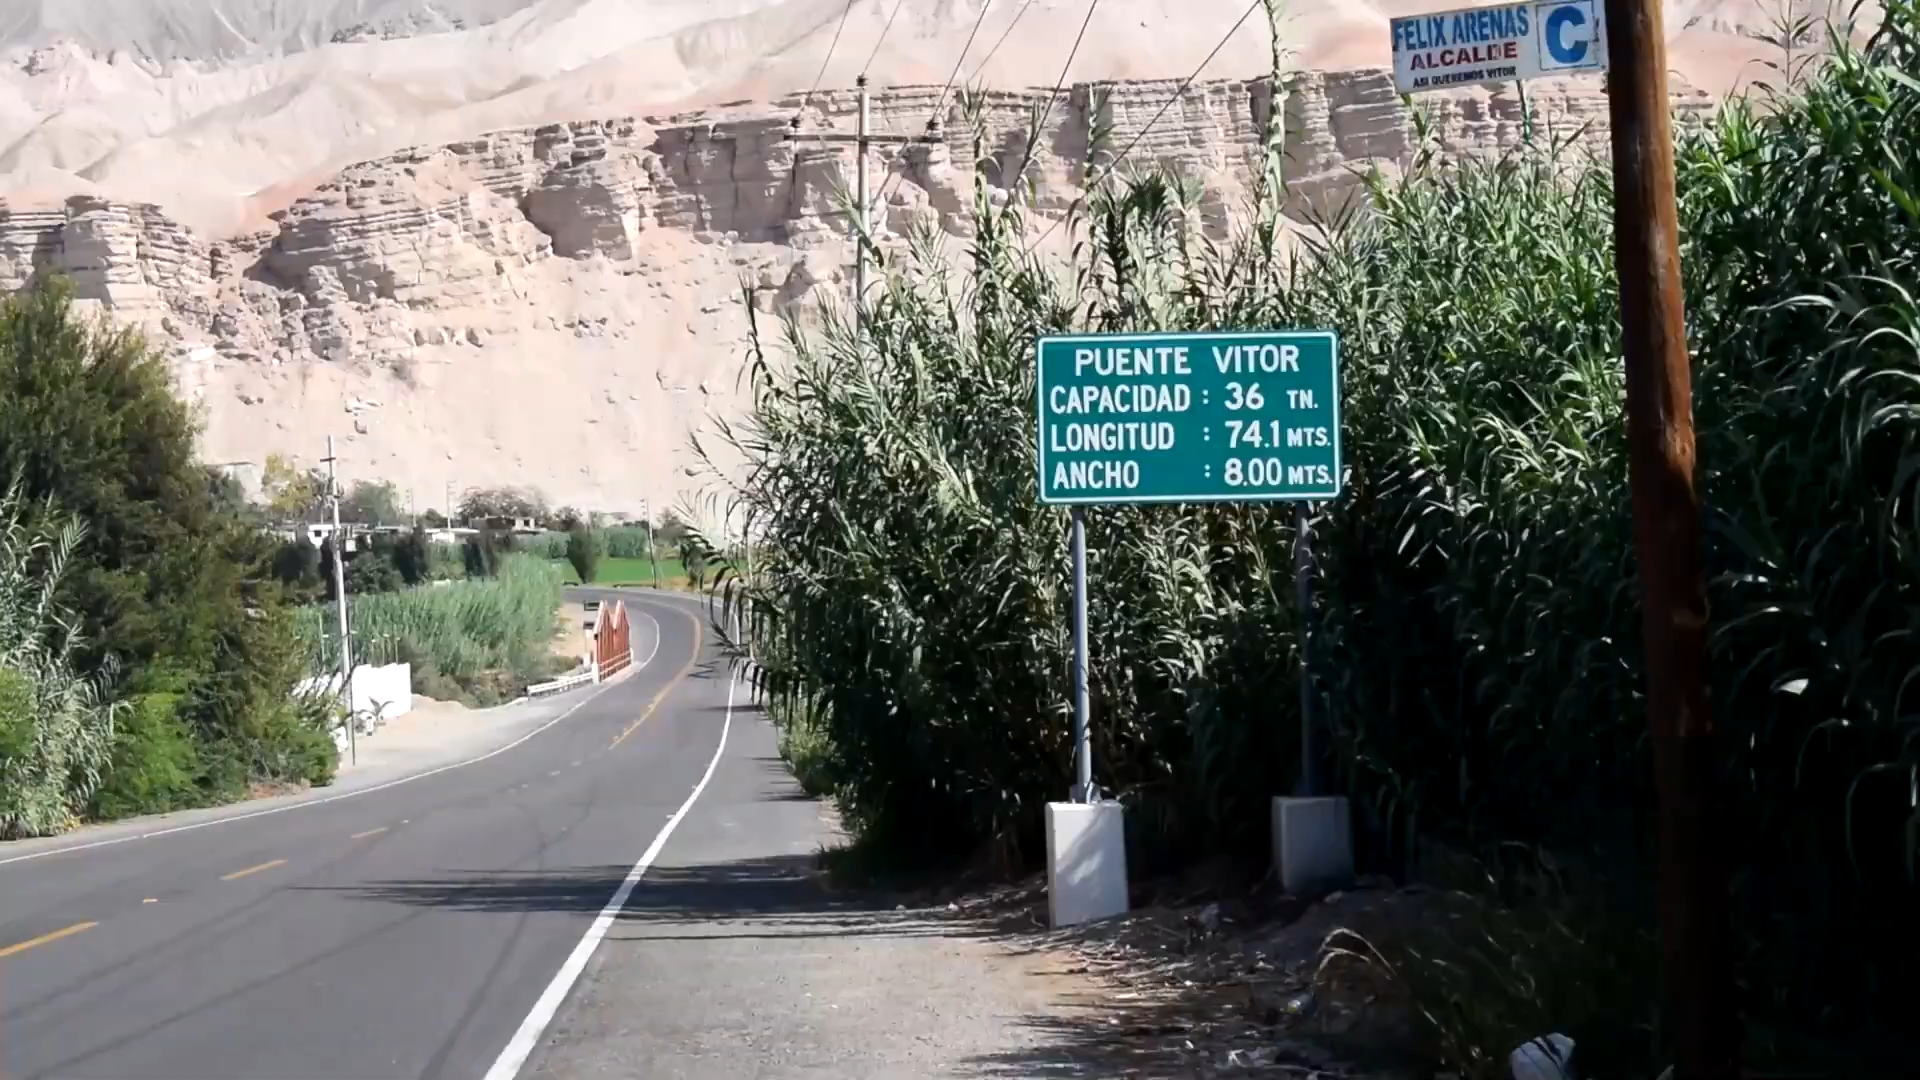 FELIX ARENAS
ALCALDE
ASI QUEREMOS VITOR
C
PUENTE VITOR
CAPACIDAD : 36 TN.
LONGITUD : 74.1 MTS.
ANCHO : 8.00 MTS.